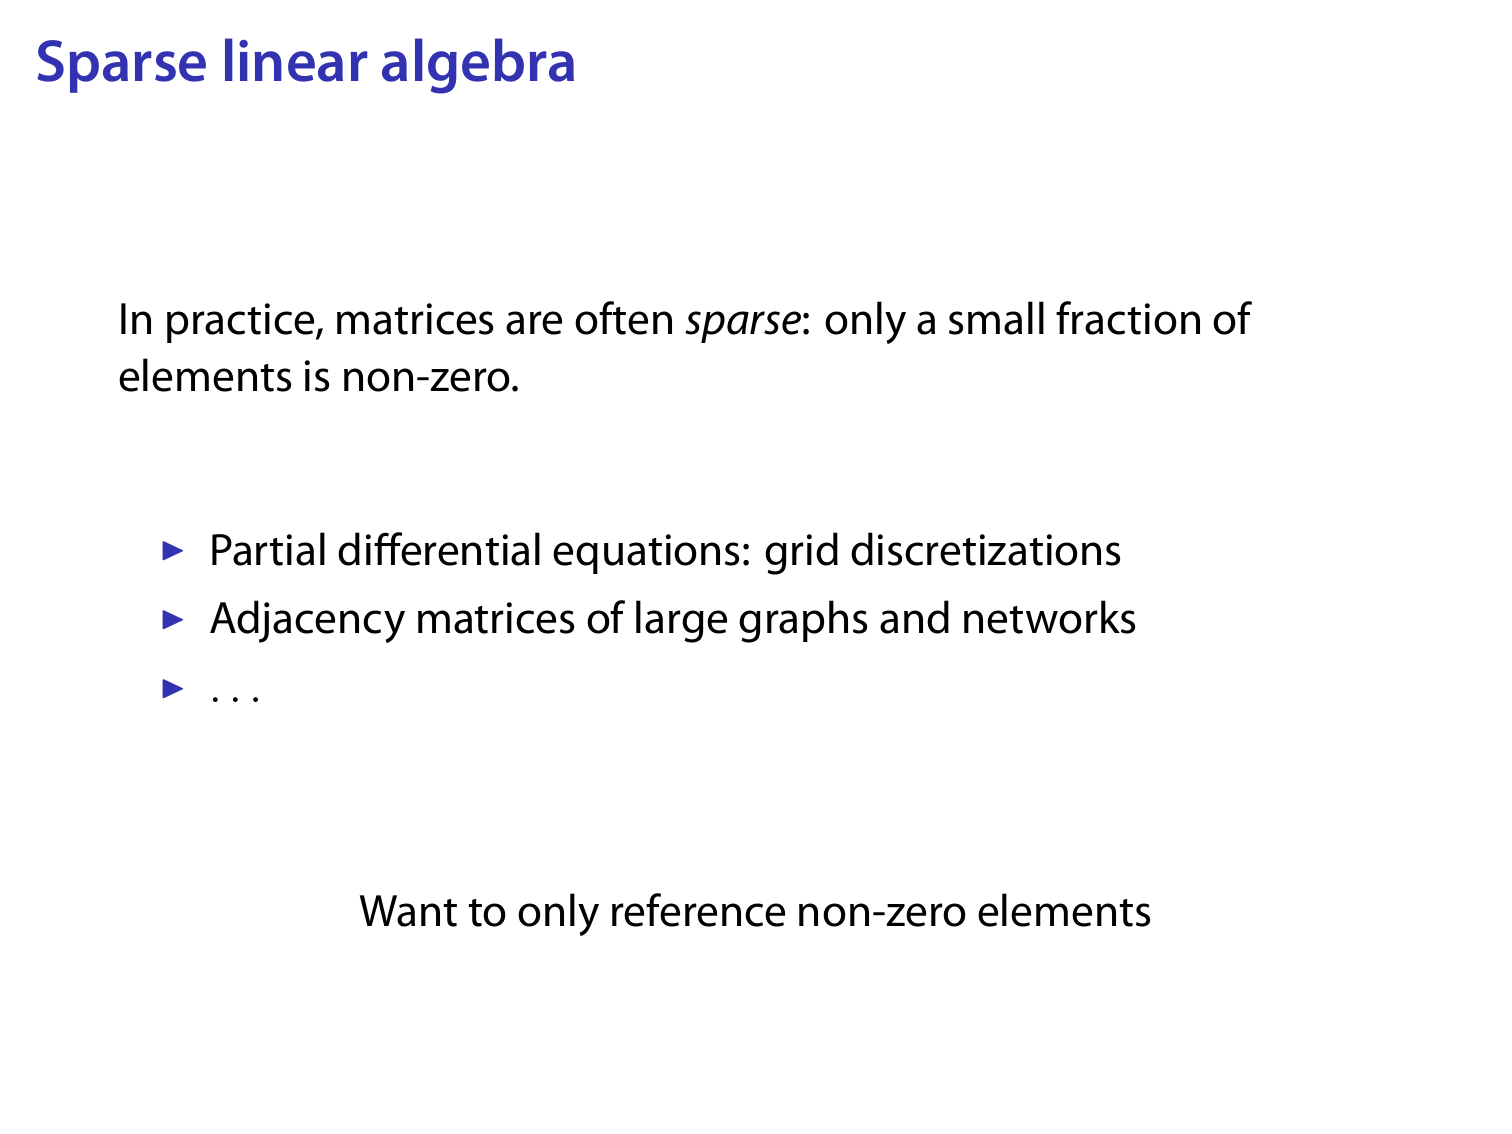 Sparse linear algebra
In practice, matrices are often sparse: only a small fraction of
elements is non-zero.
▶ Partial differential equations: grid discretizations
▶ Adjacency matrices of large graphs and networks
▶ . . .
Want to only reference non-zero elements